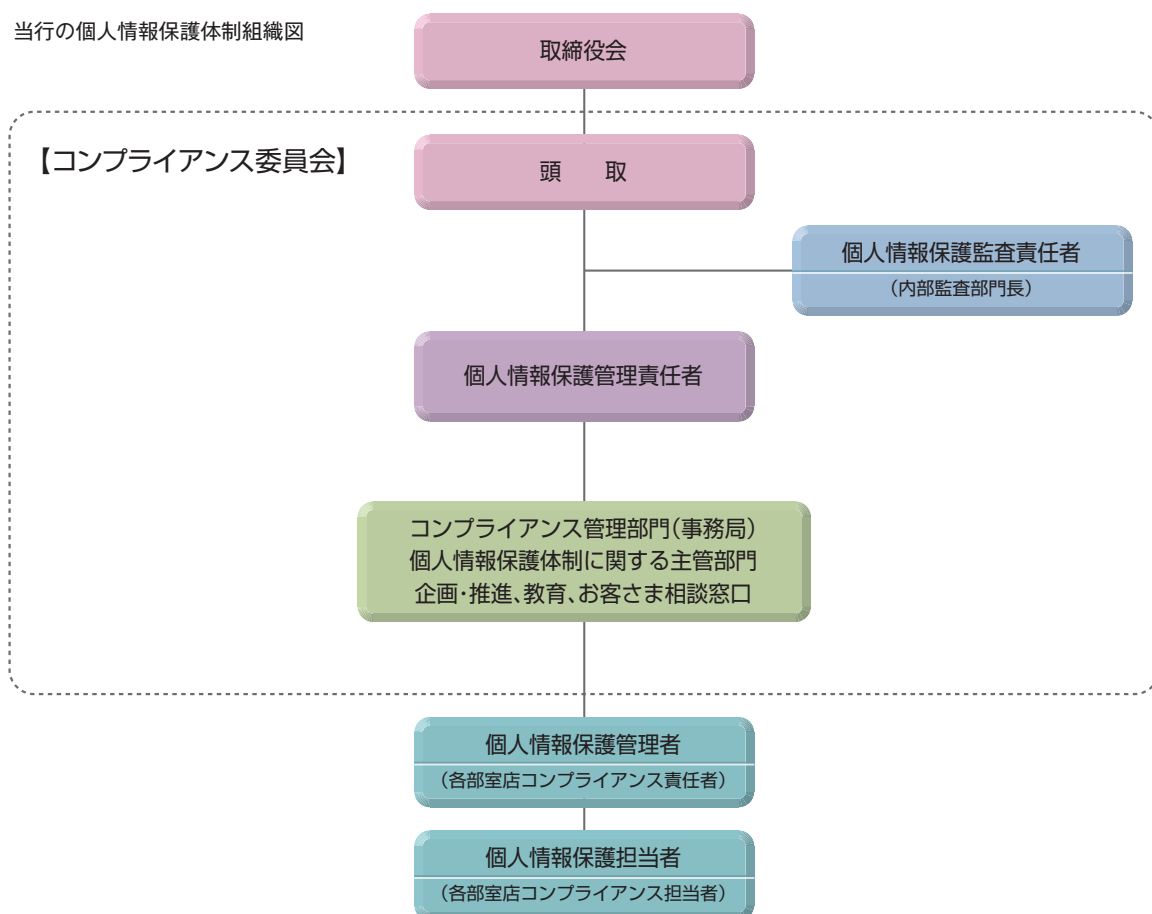 当行の個人情報保護体制組織図
取締役会
【コンプライアンス委員会】
頭　　取
個人情報保護監査責任者
（内部監査部門長）
個人情報保護管理責任者
コンプライアンス管理部門（事務局）
個人情報保護体制に関する主管部門
企画・推進、教育、お客さま相談窓口
個人情報保護管理者
（各部室店コンプライアンス責任者）
個人情報保護担当者
（各部室店コンプライアンス担当者）